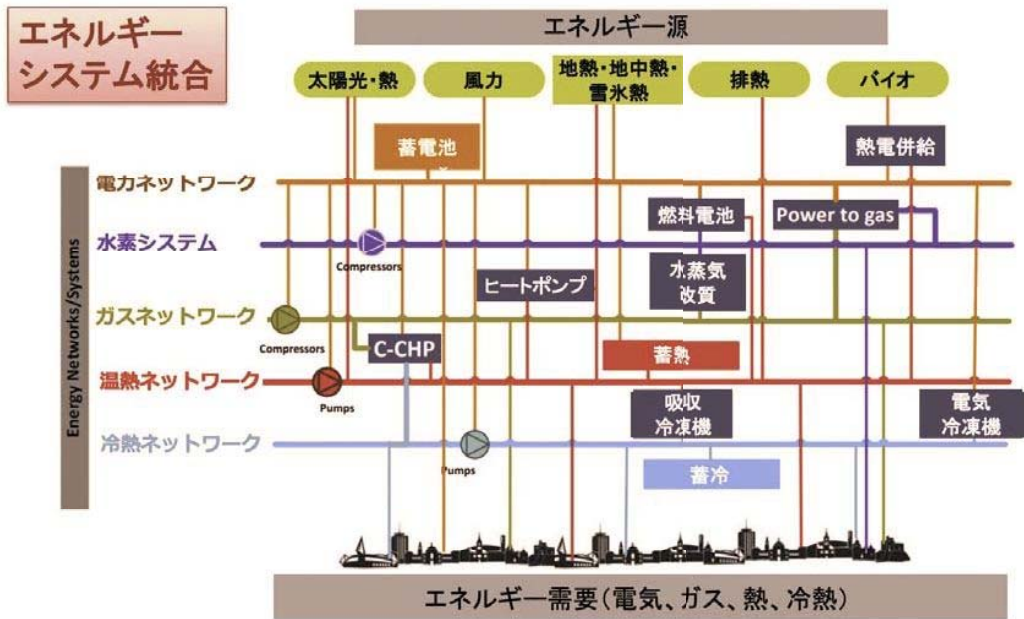 エネルギー
システム統合
エネルギー源
太陽光・熱
風力
地熱・地中熱・
雪氷熱
排熱
バイオ
蓄電池
熱電併給
電力ネットワーク
燃料電池
Power to gas
水素システム
Compressors
水蒸気
改質
ヒートポンプ
ガスネットワーク
Compressors
C-CHP
蓄熱
温熱ネットワーク
Pumps
吸収
冷凍機
電気
冷凍機
冷熱ネットワーク
Pumps
蓄冷
Energy Networks/Systems
エネルギー需要(電気、ガス、熱、冷熱)